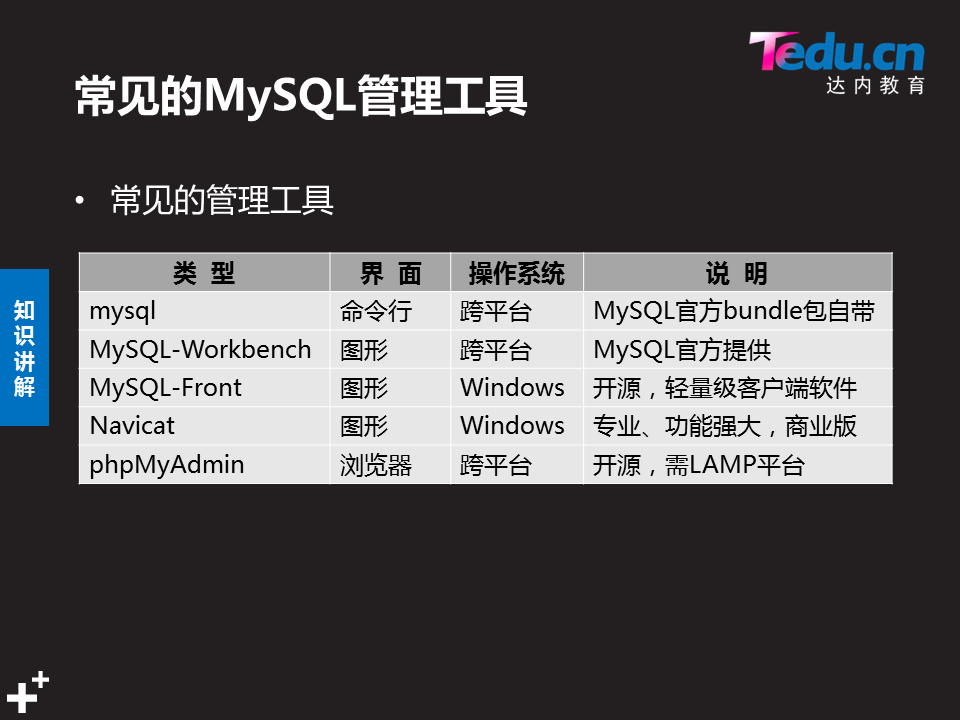 Tedu.cn
达内教育
常见的MySQL管理工具
• 常见的管理工具
知识讲解
类 型 界 面 操作系统 说 明
mysql 命令行 跨平台 MySQL官方bundle包自带
MySQL-Workbench 图形 跨平台 MySQL官方提供
MySQL-Front 图形 Windows 开源，轻量级客户端软件
Navicat 图形 Windows 专业、功能强大，商业版
phpMyAdmin 浏览器 跨平台 开源，需LAMP平台